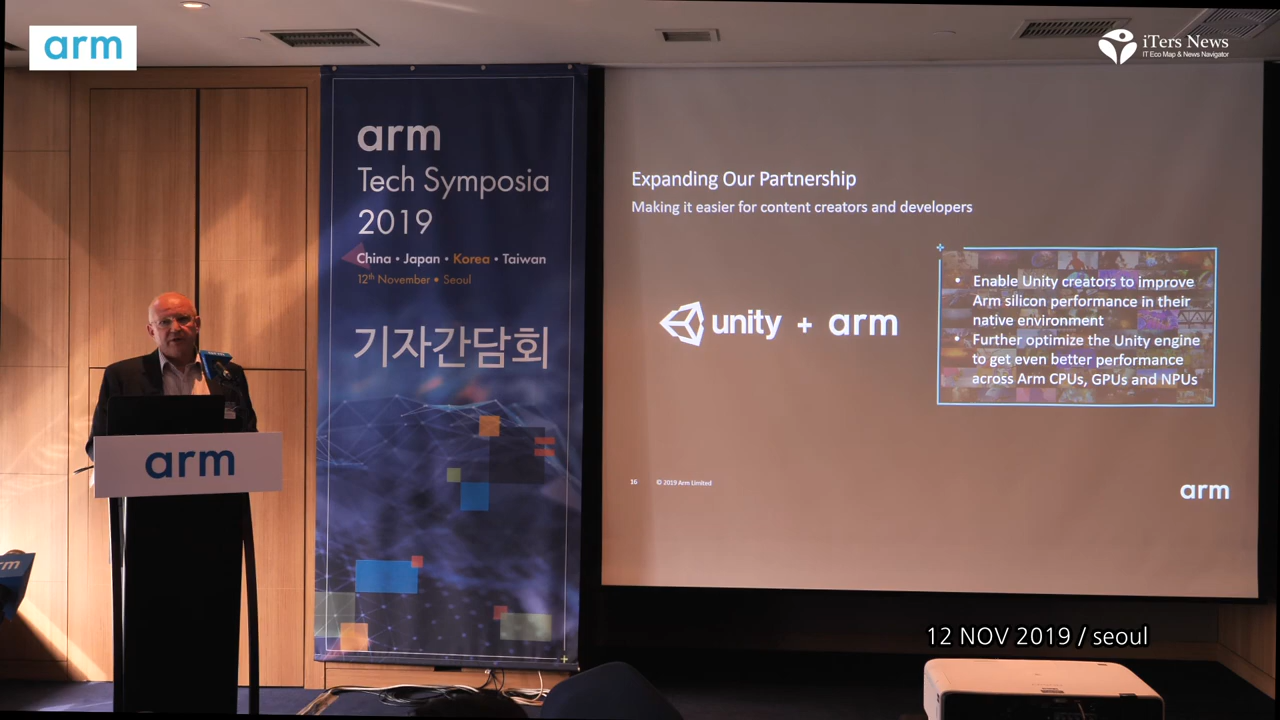 arm
iTers News
IT Eco Map & News Navigator
arm
Tech Symposia
2019
China • Japan • Korea • Taiwan
12th November • Seoul
기자간담회
Expanding Our Partnership
Making it easier for content creators and developers
unity + arm
• Enable Unity creators to improve
Arm silicon performance in their
native environment
• Further optimize the Unity engine
to get even better performance
across Arm CPUs, GPUs and NPUs
16 © 2019 Arm Limited
arm
arm
12 NOV 2019 / seoul